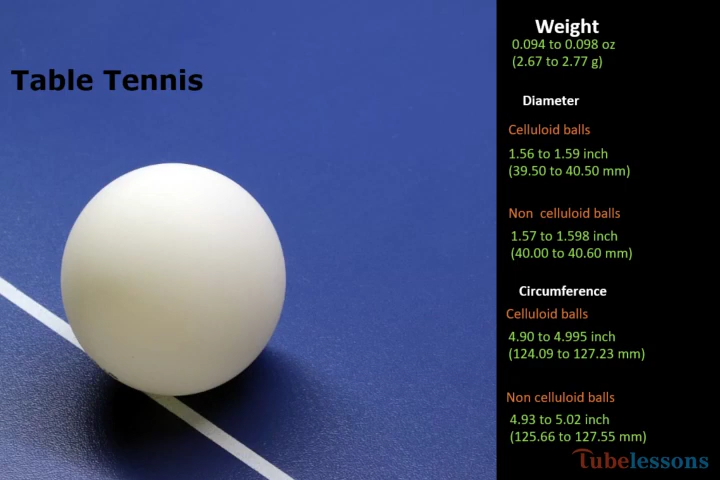 Table Tennis
Weight
0.094 to 0.098 oz
(2.67 to 2.77 g)
Diameter
Celluloid balls
1.56 to 1.59 inch
(39.50 to 40.50 mm)
Non celluloid balls
1.57 to 1.598 inch
(40.00 to 40.60 mm)
Circumference
Celluloid balls
4.90 to 4.995 inch
(124.09 to 127.23 mm)
Non celluloid balls
4.93 to 5.02 inch
(125.66 to 127.55 mm)
Tubelessons